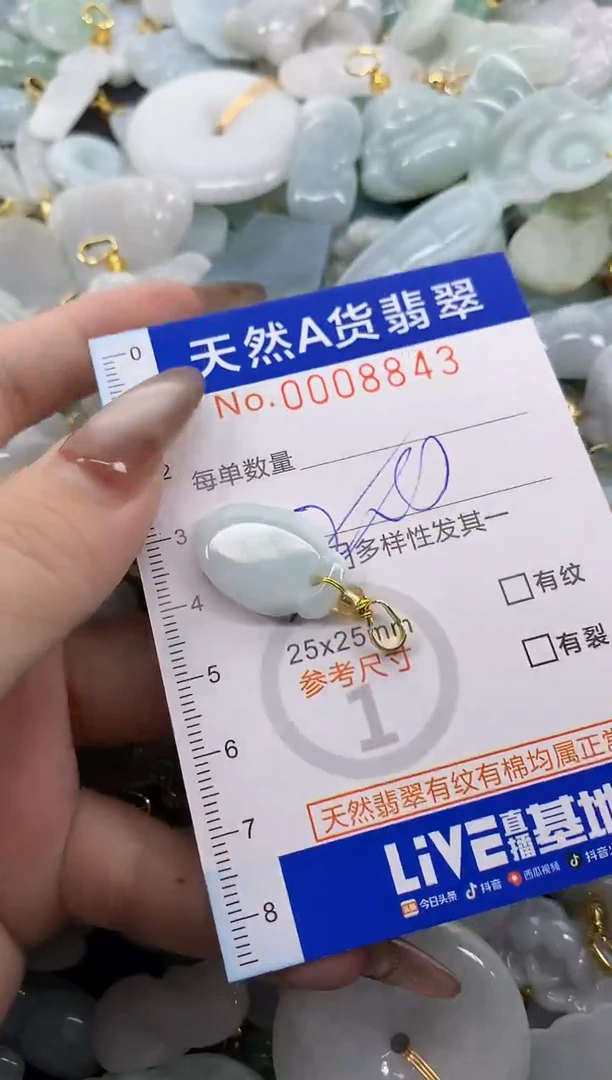 天然A货翡翠
No.0008843
0
2
每单数量
3
多样性发其一
4
有纹
25x25mm
参考尺寸
有裂
5
1
6
天然翡翠有纹有棉均属正常
7
LiVE直播基地
今日头条 抖音 西瓜视频 抖音
8